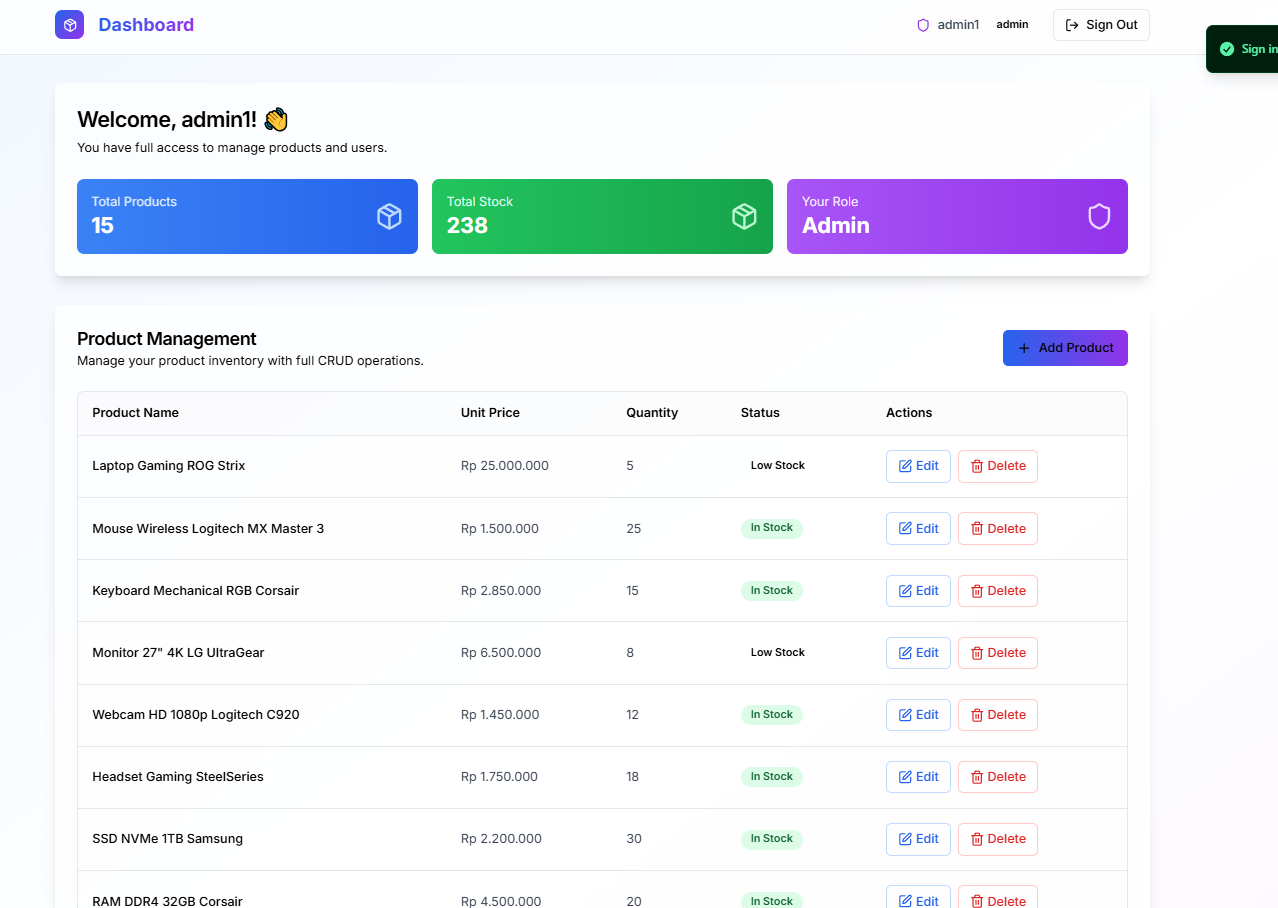 Dashboard
admin1 admin Sign Out
Sign in
Welcome, admin1! 👋
You have full access to manage products and users.
Total Products
15
Total Stock
238
Your Role
Admin
Product Management
Manage your product inventory with full CRUD operations.
+ Add Product
Product Name Unit Price Quantity Status Actions
Laptop Gaming ROG Strix Rp 25.000.000 5 Low Stock Edit Delete
Mouse Wireless Logitech MX Master 3 Rp 1.500.000 25 In Stock Edit Delete
Keyboard Mechanical RGB Corsair Rp 2.850.000 15 In Stock Edit Delete
Monitor 27" 4K LG UltraGear Rp 6.500.000 8 Low Stock Edit Delete
Webcam HD 1080p Logitech C920 Rp 1.450.000 12 In Stock Edit Delete
Headset Gaming SteelSeries Rp 1.750.000 18 In Stock Edit Delete
SSD NVMe 1TB Samsung Rp 2.200.000 30 In Stock Edit Delete
RAM DDR4 32GB Corsair Rp 4.500.000 20 In Stock Edit Delete